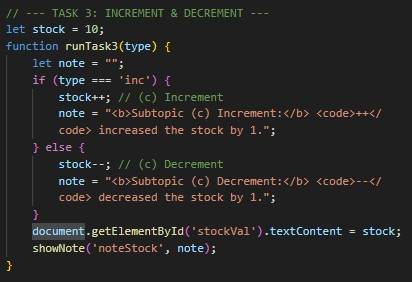 // --- TASK 3: INCREMENT & DECREMENT ---
let stock = 10;
function runTask3(type) {
    let note = "";
    if (type === 'inc') {
        stock++; // (c) Increment
        note = "<b>Subtopic (c) Increment:</b> <code>++</
        code> increased the stock by 1.";
    } else {
        stock--; // (c) Decrement
        note = "<b>Subtopic (c) Decrement:</b> <code>--</
        code> decreased the stock by 1.";
    }
    document.getElementById('stockVal').textContent = stock;
    showNote('noteStock', note);
}